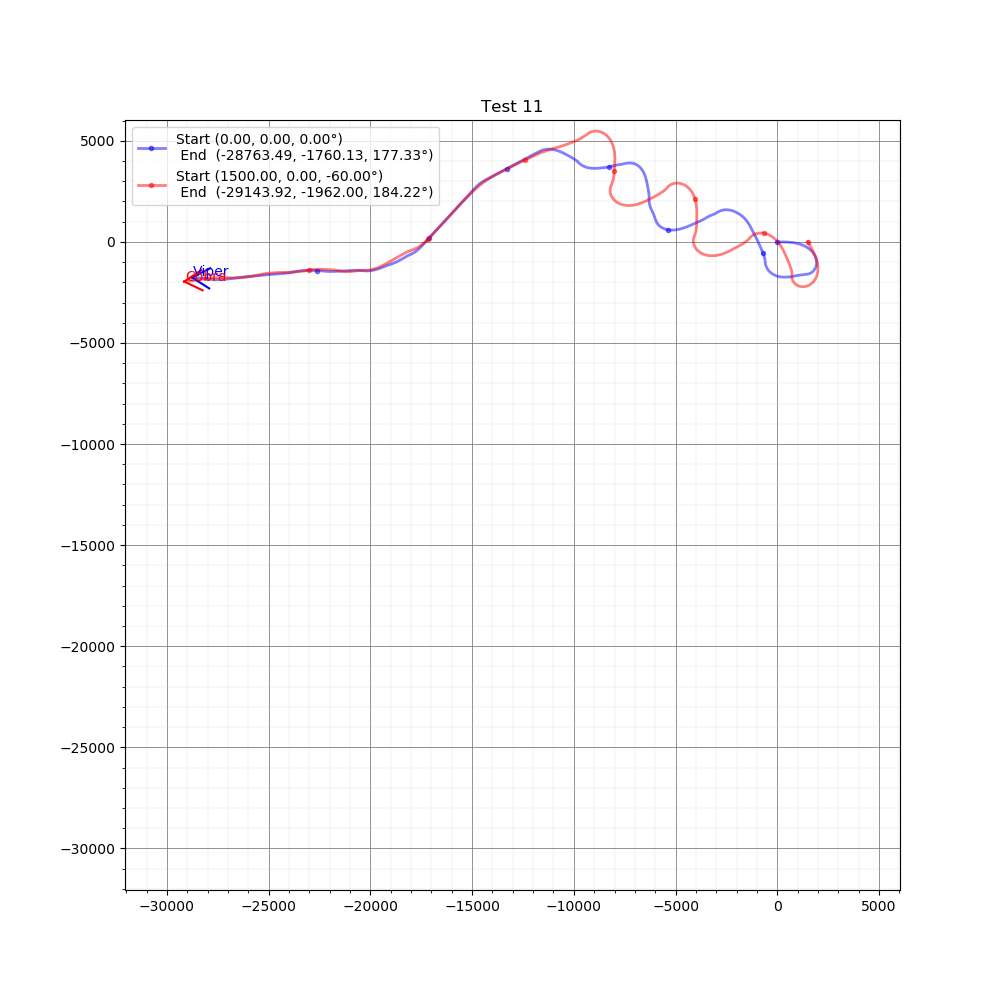 Test 11
Start (0.00, 0.00, 0.00°)
End (-28763.49, -1760.13, 177.33°)
Start (1500.00, 0.00, -60.00°)
End (-29143.92, -1962.00, 184.22°)
5000
0
−5000
−10000
−15000
−20000
−25000
−30000
Viper
Cobra
−30000 −25000 −20000 −15000 −10000 −5000 0 5000